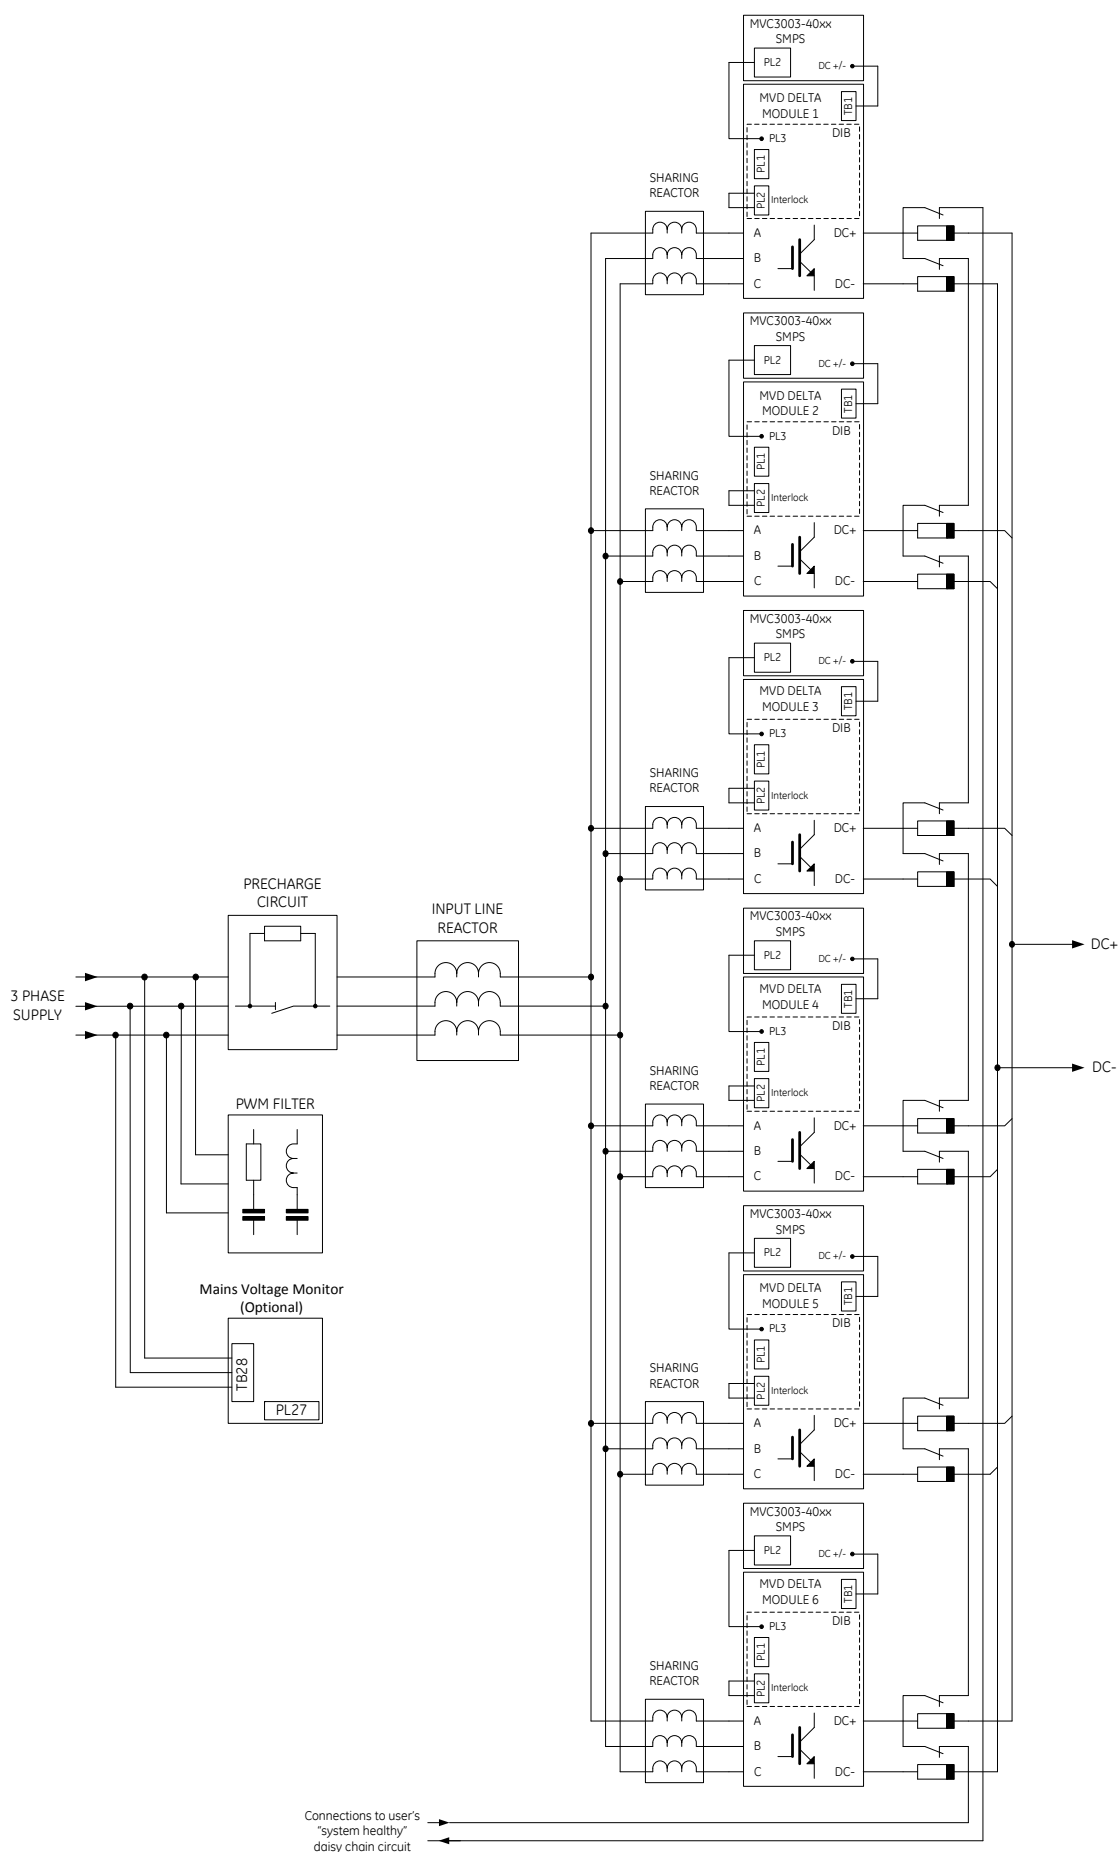 MVC3003-40xx
SMPS
PL2
DC +/-
MVD DELTA
MODULE 1
TB1
DIB
PL3
PL1
PL2
Interlock
SHARING
REACTOR
A
B
C
DC+
DC-
MVC3003-40xx
SMPS
PL2
DC +/-
MVD DELTA
MODULE 2
TB1
DIB
PL3
PL1
PL2
Interlock
SHARING
REACTOR
A
B
C
DC+
DC-
MVC3003-40xx
SMPS
PL2
DC +/-
MVD DELTA
MODULE 3
TB1
DIB
PL3
PL1
PL2
Interlock
SHARING
REACTOR
A
B
C
DC+
DC-
PRECHARGE
CIRCUIT
INPUT LINE
REACTOR
3 PHASE
SUPPLY
MVC3003-40xx
SMPS
PL2
DC +/-
MVD DELTA
MODULE 4
TB1
DIB
PL3
PL1
PL2
Interlock
SHARING
REACTOR
A
B
C
DC+
DC-
DC+
DC-
PWM FILTER
Mains Voltage Monitor
(Optional)
TB28
PL27
MVC3003-40xx
SMPS
PL2
DC +/-
MVD DELTA
MODULE 5
TB1
DIB
PL3
PL1
PL2
Interlock
SHARING
REACTOR
A
B
C
DC+
DC-
MVC3003-40xx
SMPS
PL2
DC +/-
MVD DELTA
MODULE 6
TB1
DIB
PL3
PL1
PL2
Interlock
SHARING
REACTOR
A
B
C
DC+
DC-
Connections to user's
"system healthy"
daisy chain circuit